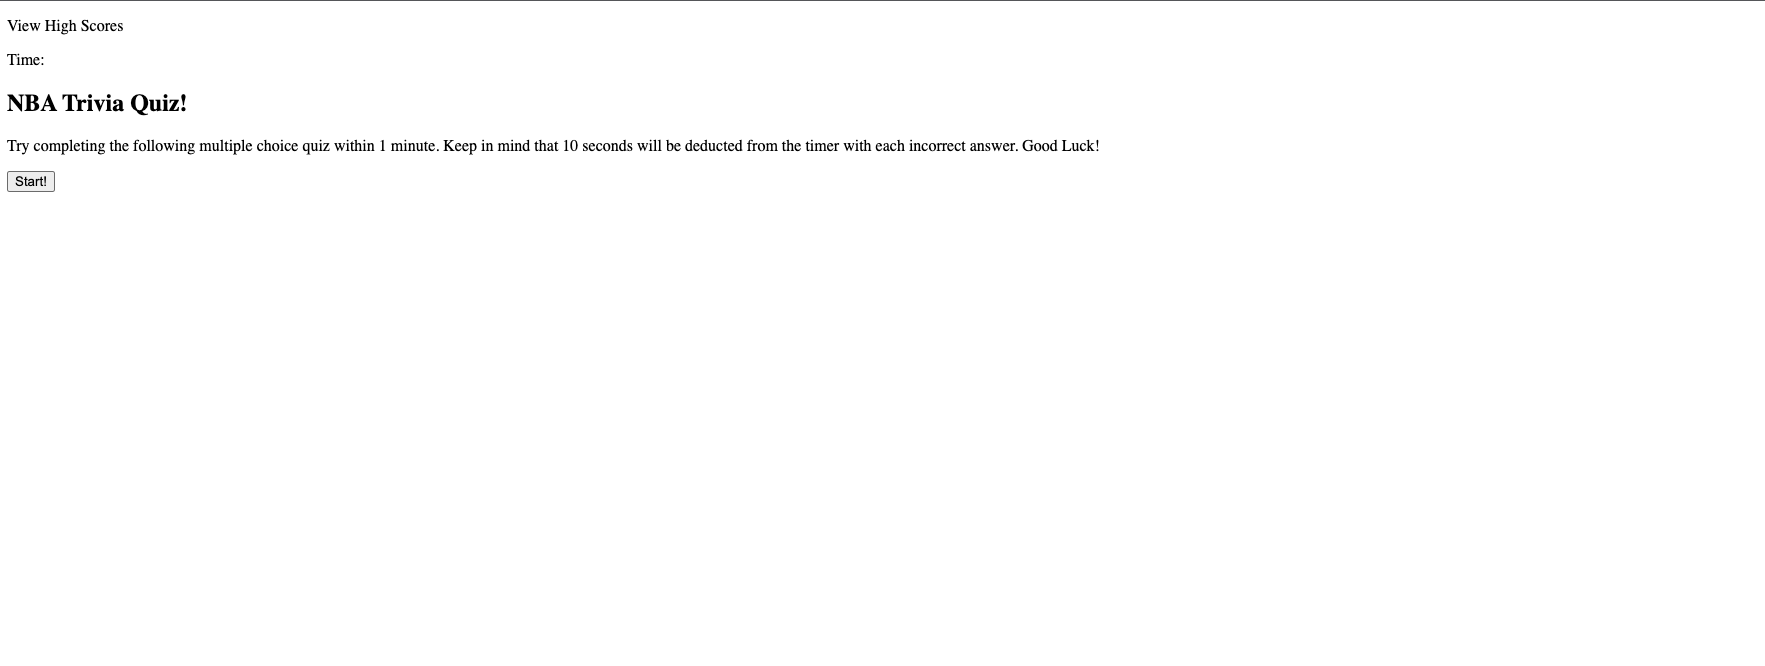 View High Scores
Time:
NBA Trivia Quiz!
Try completing the following multiple choice quiz within 1 minute. Keep in mind that 10 seconds will be deducted from the timer with each incorrect answer. Good Luck!
Start!